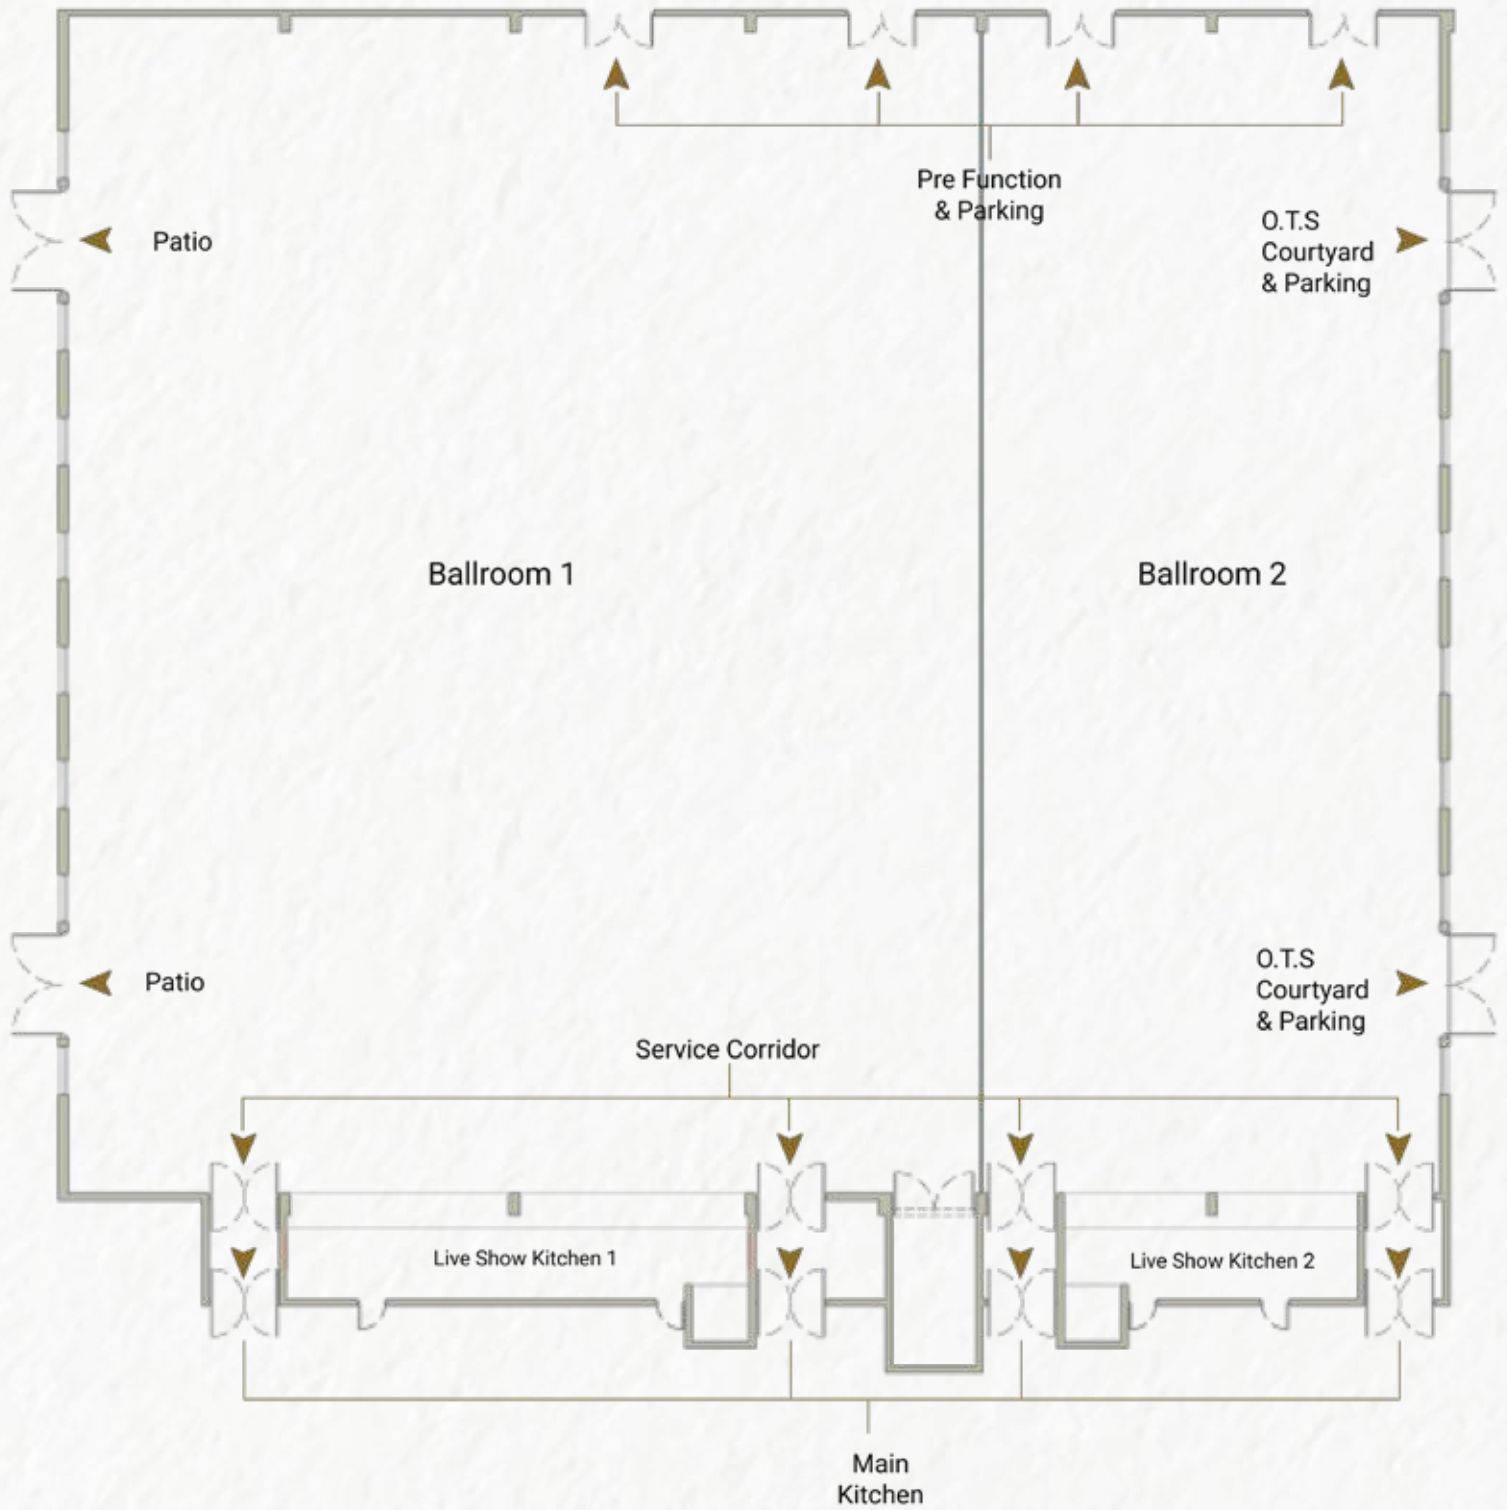 Pre Function
& Parking
Patio
O.T.S
Courtyard
& Parking
Ballroom 1
Ballroom 2
Patio
O.T.S
Courtyard
& Parking
Service Corridor
Live Show Kitchen 1
Live Show Kitchen 2
Main
Kitchen